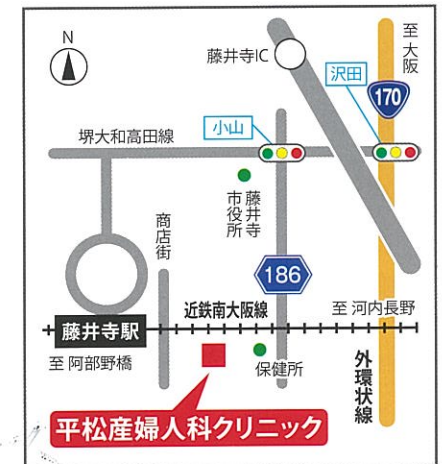 N
藤井寺IC
至大阪
沢田
170
小山
堺大和高田線
藤井寺
市役所
商店街
186
近鉄南大阪線
至 河内長野
藤井寺駅
至 阿部野橋
保健所
外環状線
平松産婦人科クリニック